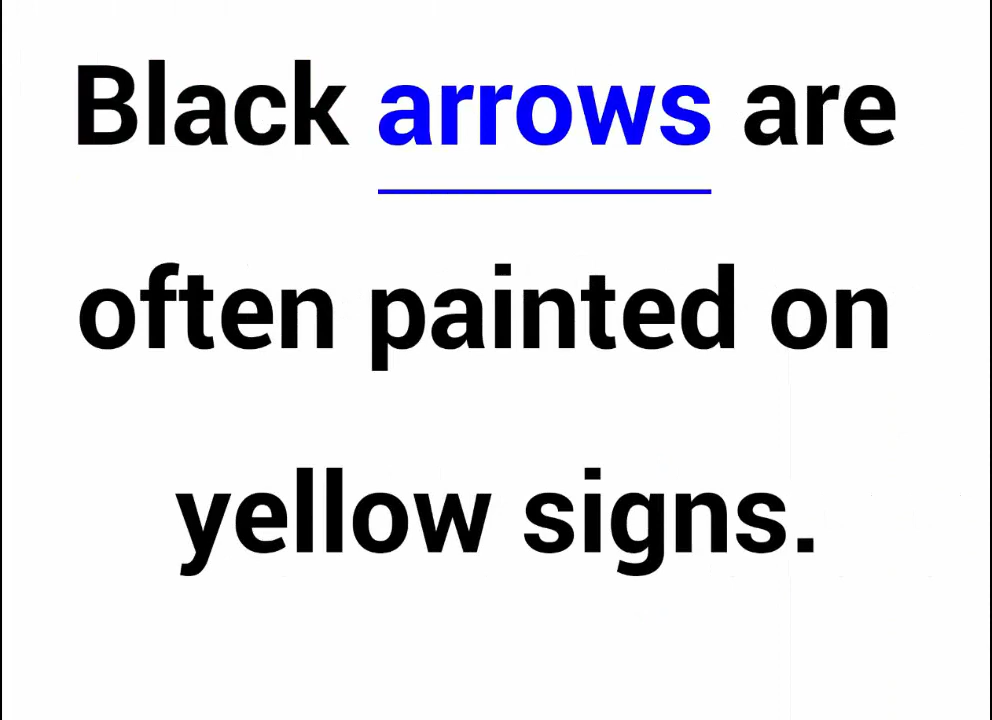 Black arrows are
often painted on
yellow signs.